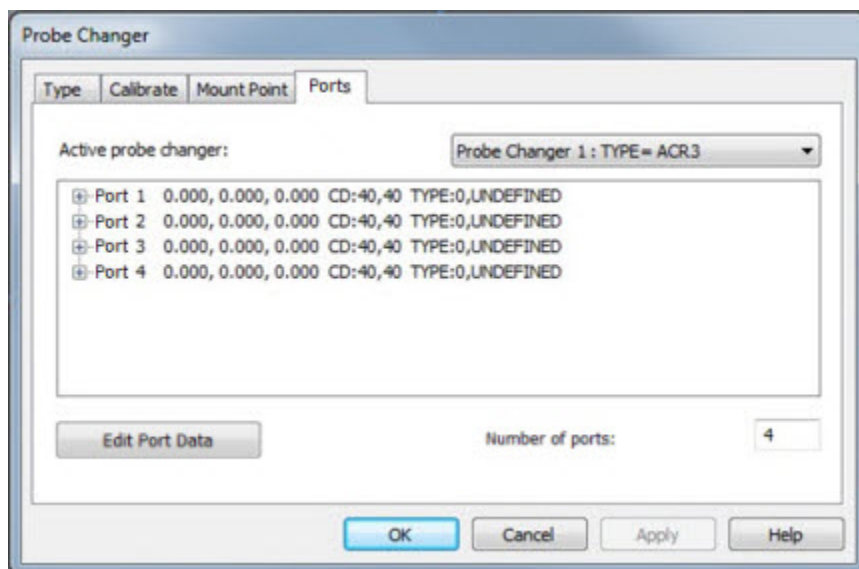 Probe Changer
Type Calibrate Mount Point Ports
Active probe changer: Probe Changer 1 : TYPE= ACR3
Port 1 0.000, 0.000, 0.000 CD:40,40 TYPE:0,UNDEFINED
Port 2 0.000, 0.000, 0.000 CD:40,40 TYPE:0,UNDEFINED
Port 3 0.000, 0.000, 0.000 CD:40,40 TYPE:0,UNDEFINED
Port 4 0.000, 0.000, 0.000 CD:40,40 TYPE:0,UNDEFINED
Edit Port Data Number of ports: 4
OK Cancel Apply Help